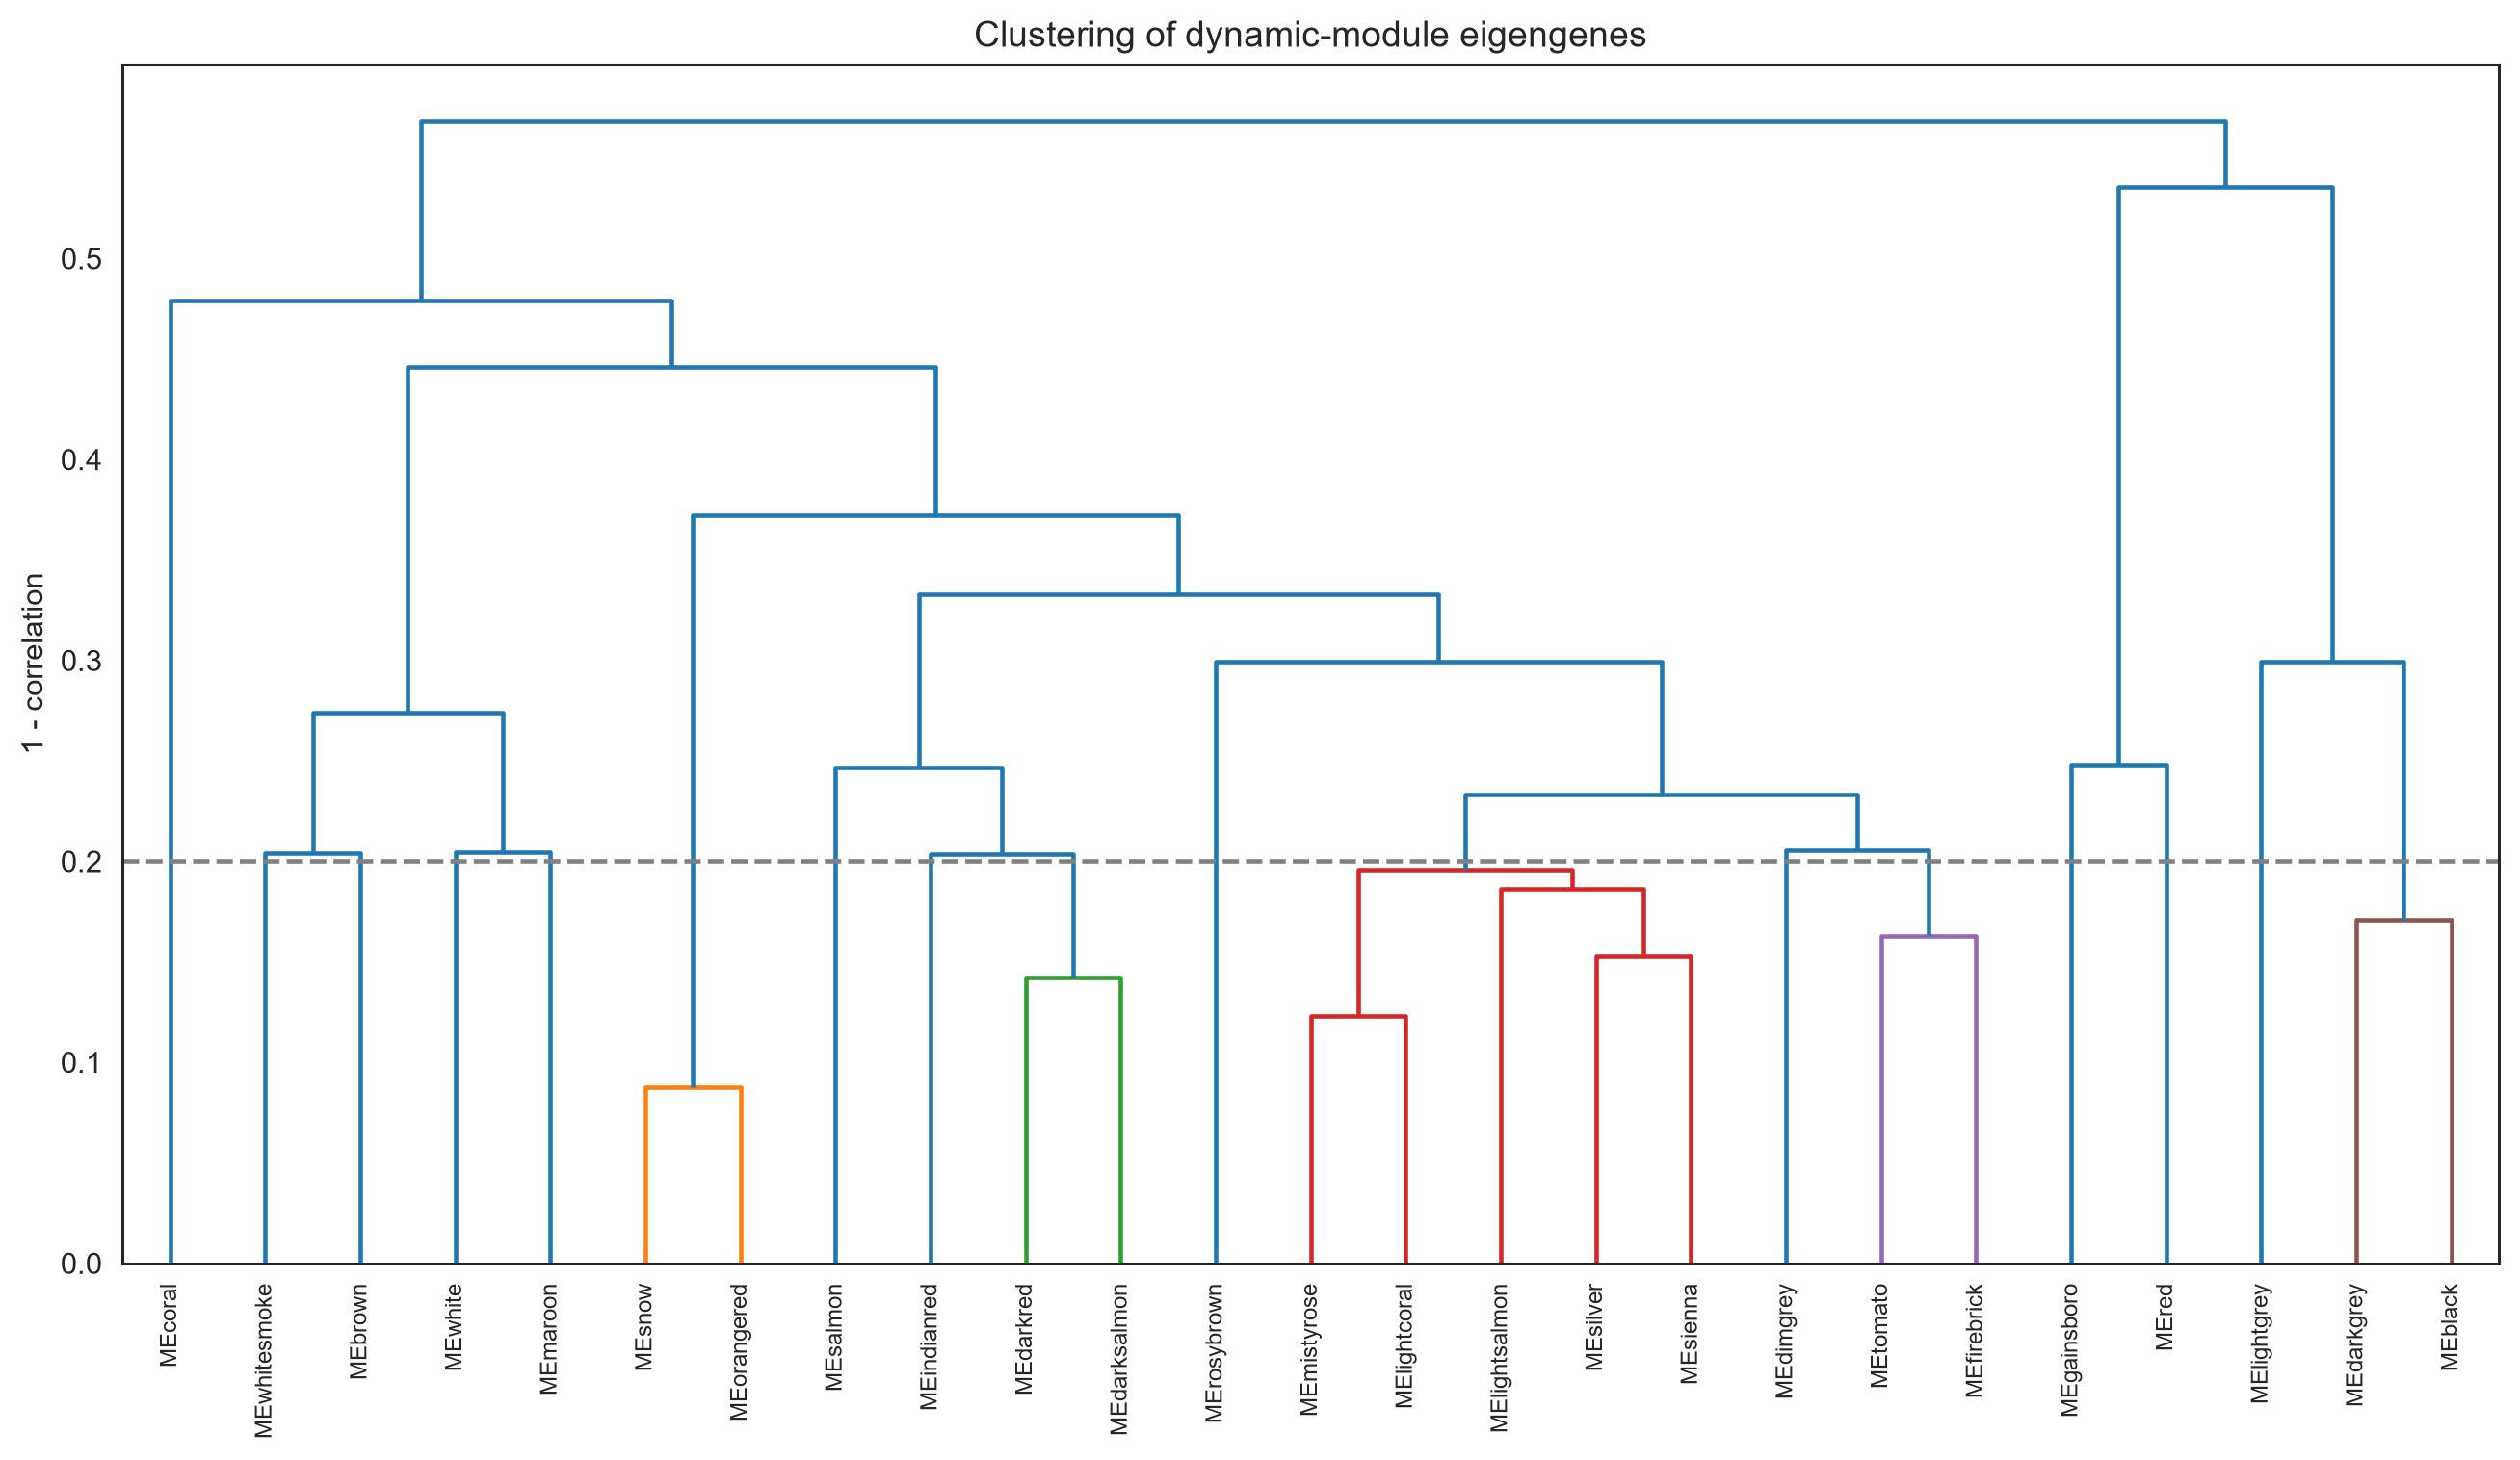 Clustering of dynamic-module eigengenes
1 - correlation
0.5
0.4
0.3
0.2
0.1
0.0
MEcoral
MEwhitesmoke
MEbrown
MEwhite
MEmaroon
MEsnow
MEorangered
MEsalmon
MEindianred
MEdarkred
MEdarksalmon
MErosybrown
MEmistyrose
MElightcoral
MElightsalmon
MEsilver
MEsienna
MEdimgrey
MEtomato
MEfirebrick
MEgainsboro
MEred
MElightgrey
MEdarkgrey
MEblack